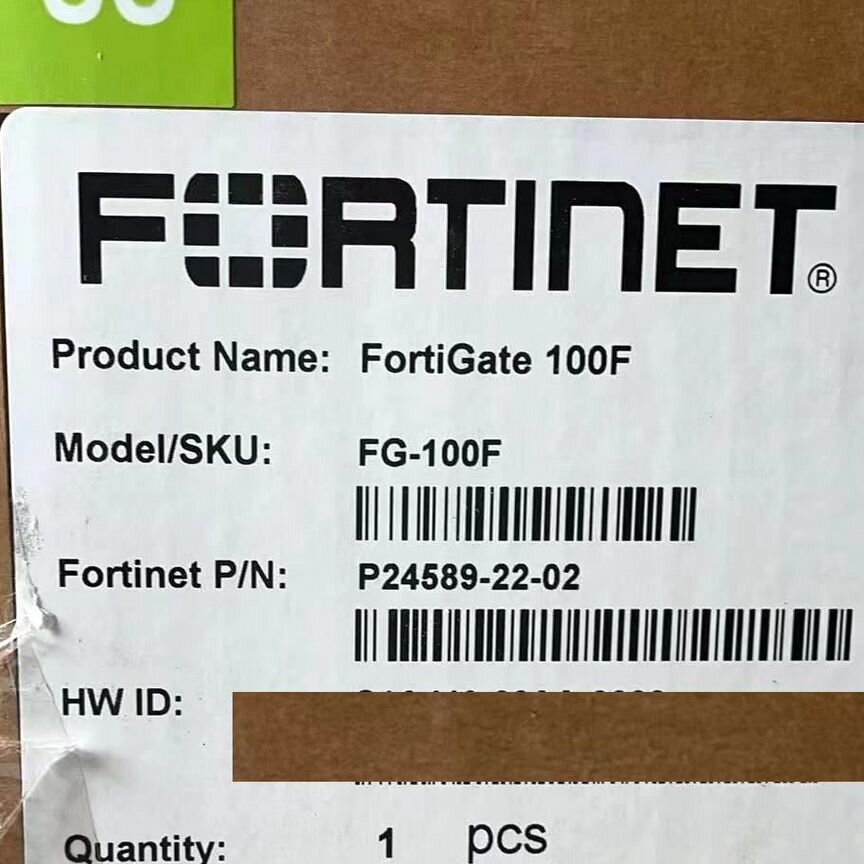 FORTINET®
Product Name: FortiGate 100F
Model/SKU: FG-100F
Fortinet P/N: P24589-22-02
HW ID:
Quantity: 1 pcs